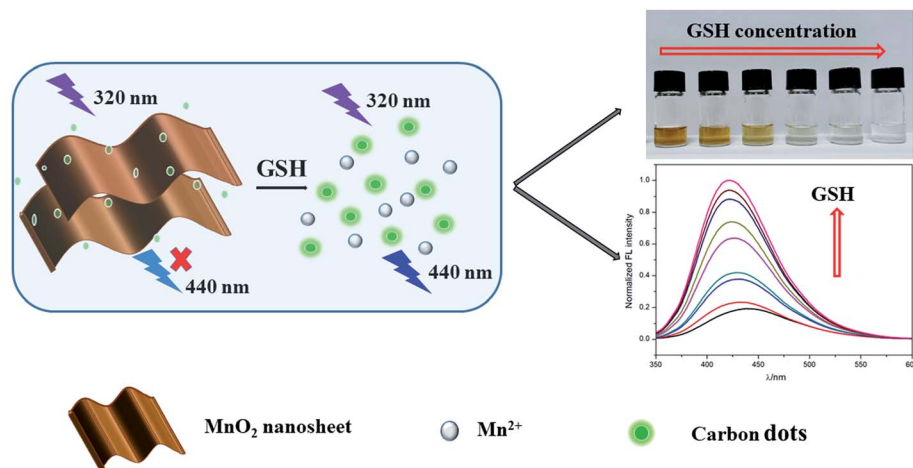 320 nm
440 nm
GSH
320 nm
440 nm
GSH concentration
GSH
Normalized FL intensity
1.0
0.8
0.6
0.4
0.2
0.0
350
400
450
500
550
600
λ/nm
MnO₂ nanosheet
Mn²⁺
Carbon dots